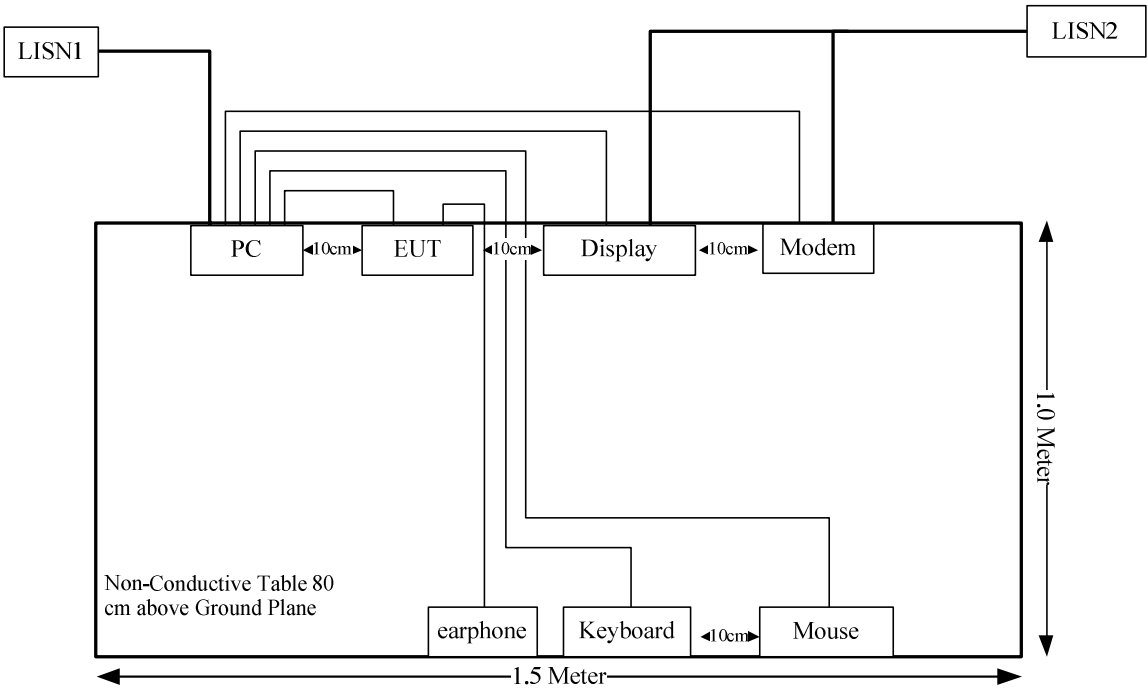 LISN1
LISN2
PC
10cm
EUT
10cm
Display
10cm
Modem
1.0 Meter
Non-Conductive Table 80
cm above Ground Plane
earphone
Keyboard
10cm
Mouse
1.5 Meter